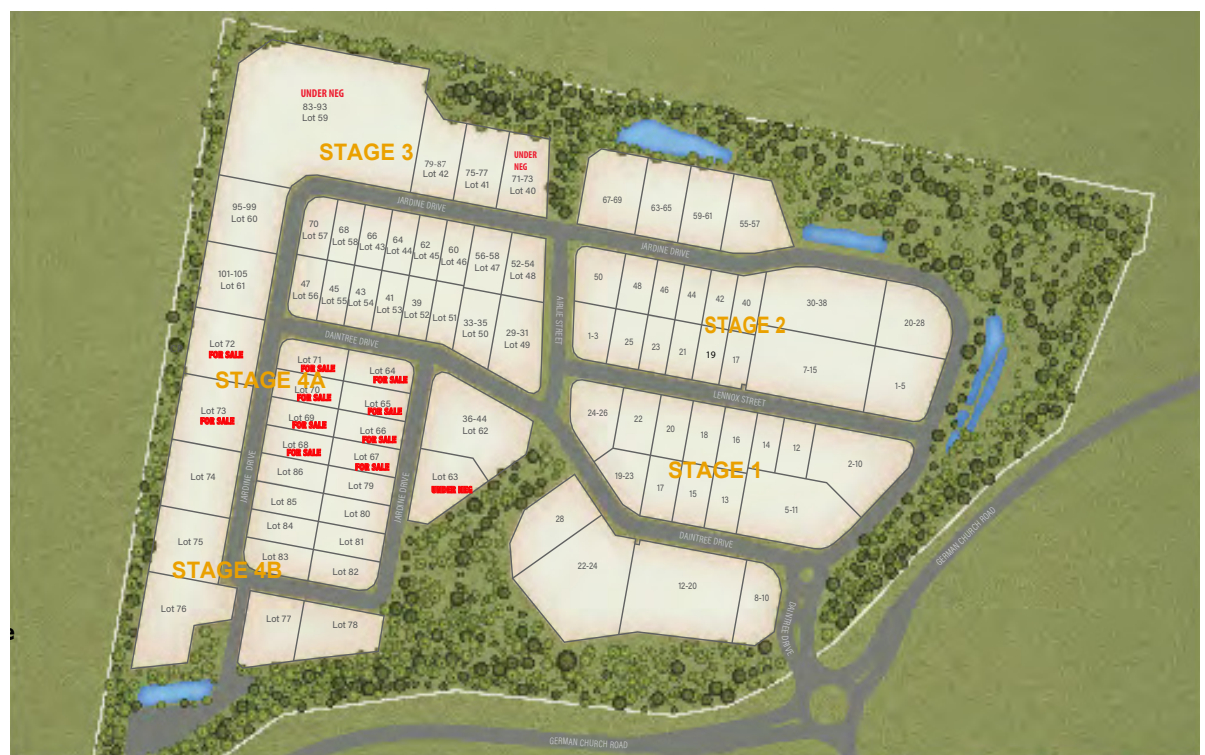 UNDER NEG
83-93
Lot 59
STAGE 3
79-87
Lot 42
75-77
Lot 41
UNDER
NEG
71-73
Lot 40
67-69
63-65
59-61
55-57
95-99
Lot 60
JARDINE DRIVE
JARDINE DRIVE
70
Lot 57
68
Lot 58
66
Lot 43
64
Lot 44
62
Lot 45
60
Lot 46
56-58
Lot 47
52-54
Lot 48
101-105
Lot 61
47
Lot 56
45
Lot 55
43
Lot 54
41
Lot 53
39
Lot 52
Lot 51
33-35
Lot 50
29-31
Lot 49
AIRLIE STREET
50
48
46
44
42
40
30-38
20-28
STAGE 2
1-3
25
23
21
19
17
7-15
1-5
DAINTREE DRIVE
LENNOX STREET
Lot 72
FOR SALE
STAGE 4A
Lot 71
FOR SALE
Lot 64
FOR SALE
Lot 70
FOR SALE
Lot 65
FOR SALE
Lot 73
FOR SALE
Lot 69
FOR SALE
Lot 66
FOR SALE
Lot 68
FOR SALE
Lot 67
FOR SALE
36-44
Lot 62
Lot 63
UNDER NEG
24-26
22
20
18
16
14
12
2-10
STAGE 1
19-23
17
15
13
5-11
Lot 74
JARDINE DRIVE
Lot 86
Lot 79
Lot 85
Lot 80
Lot 84
Lot 81
Lot 83
Lot 82
JARDINE DRIVE
Lot 75
STAGE 4B
Lot 76
Lot 77
Lot 78
28
22-24
12-20
8-10
DAINTREE DRIVE
DAINTREE DRIVE
GERMAN CHURCH ROAD
GERMAN CHURCH ROAD